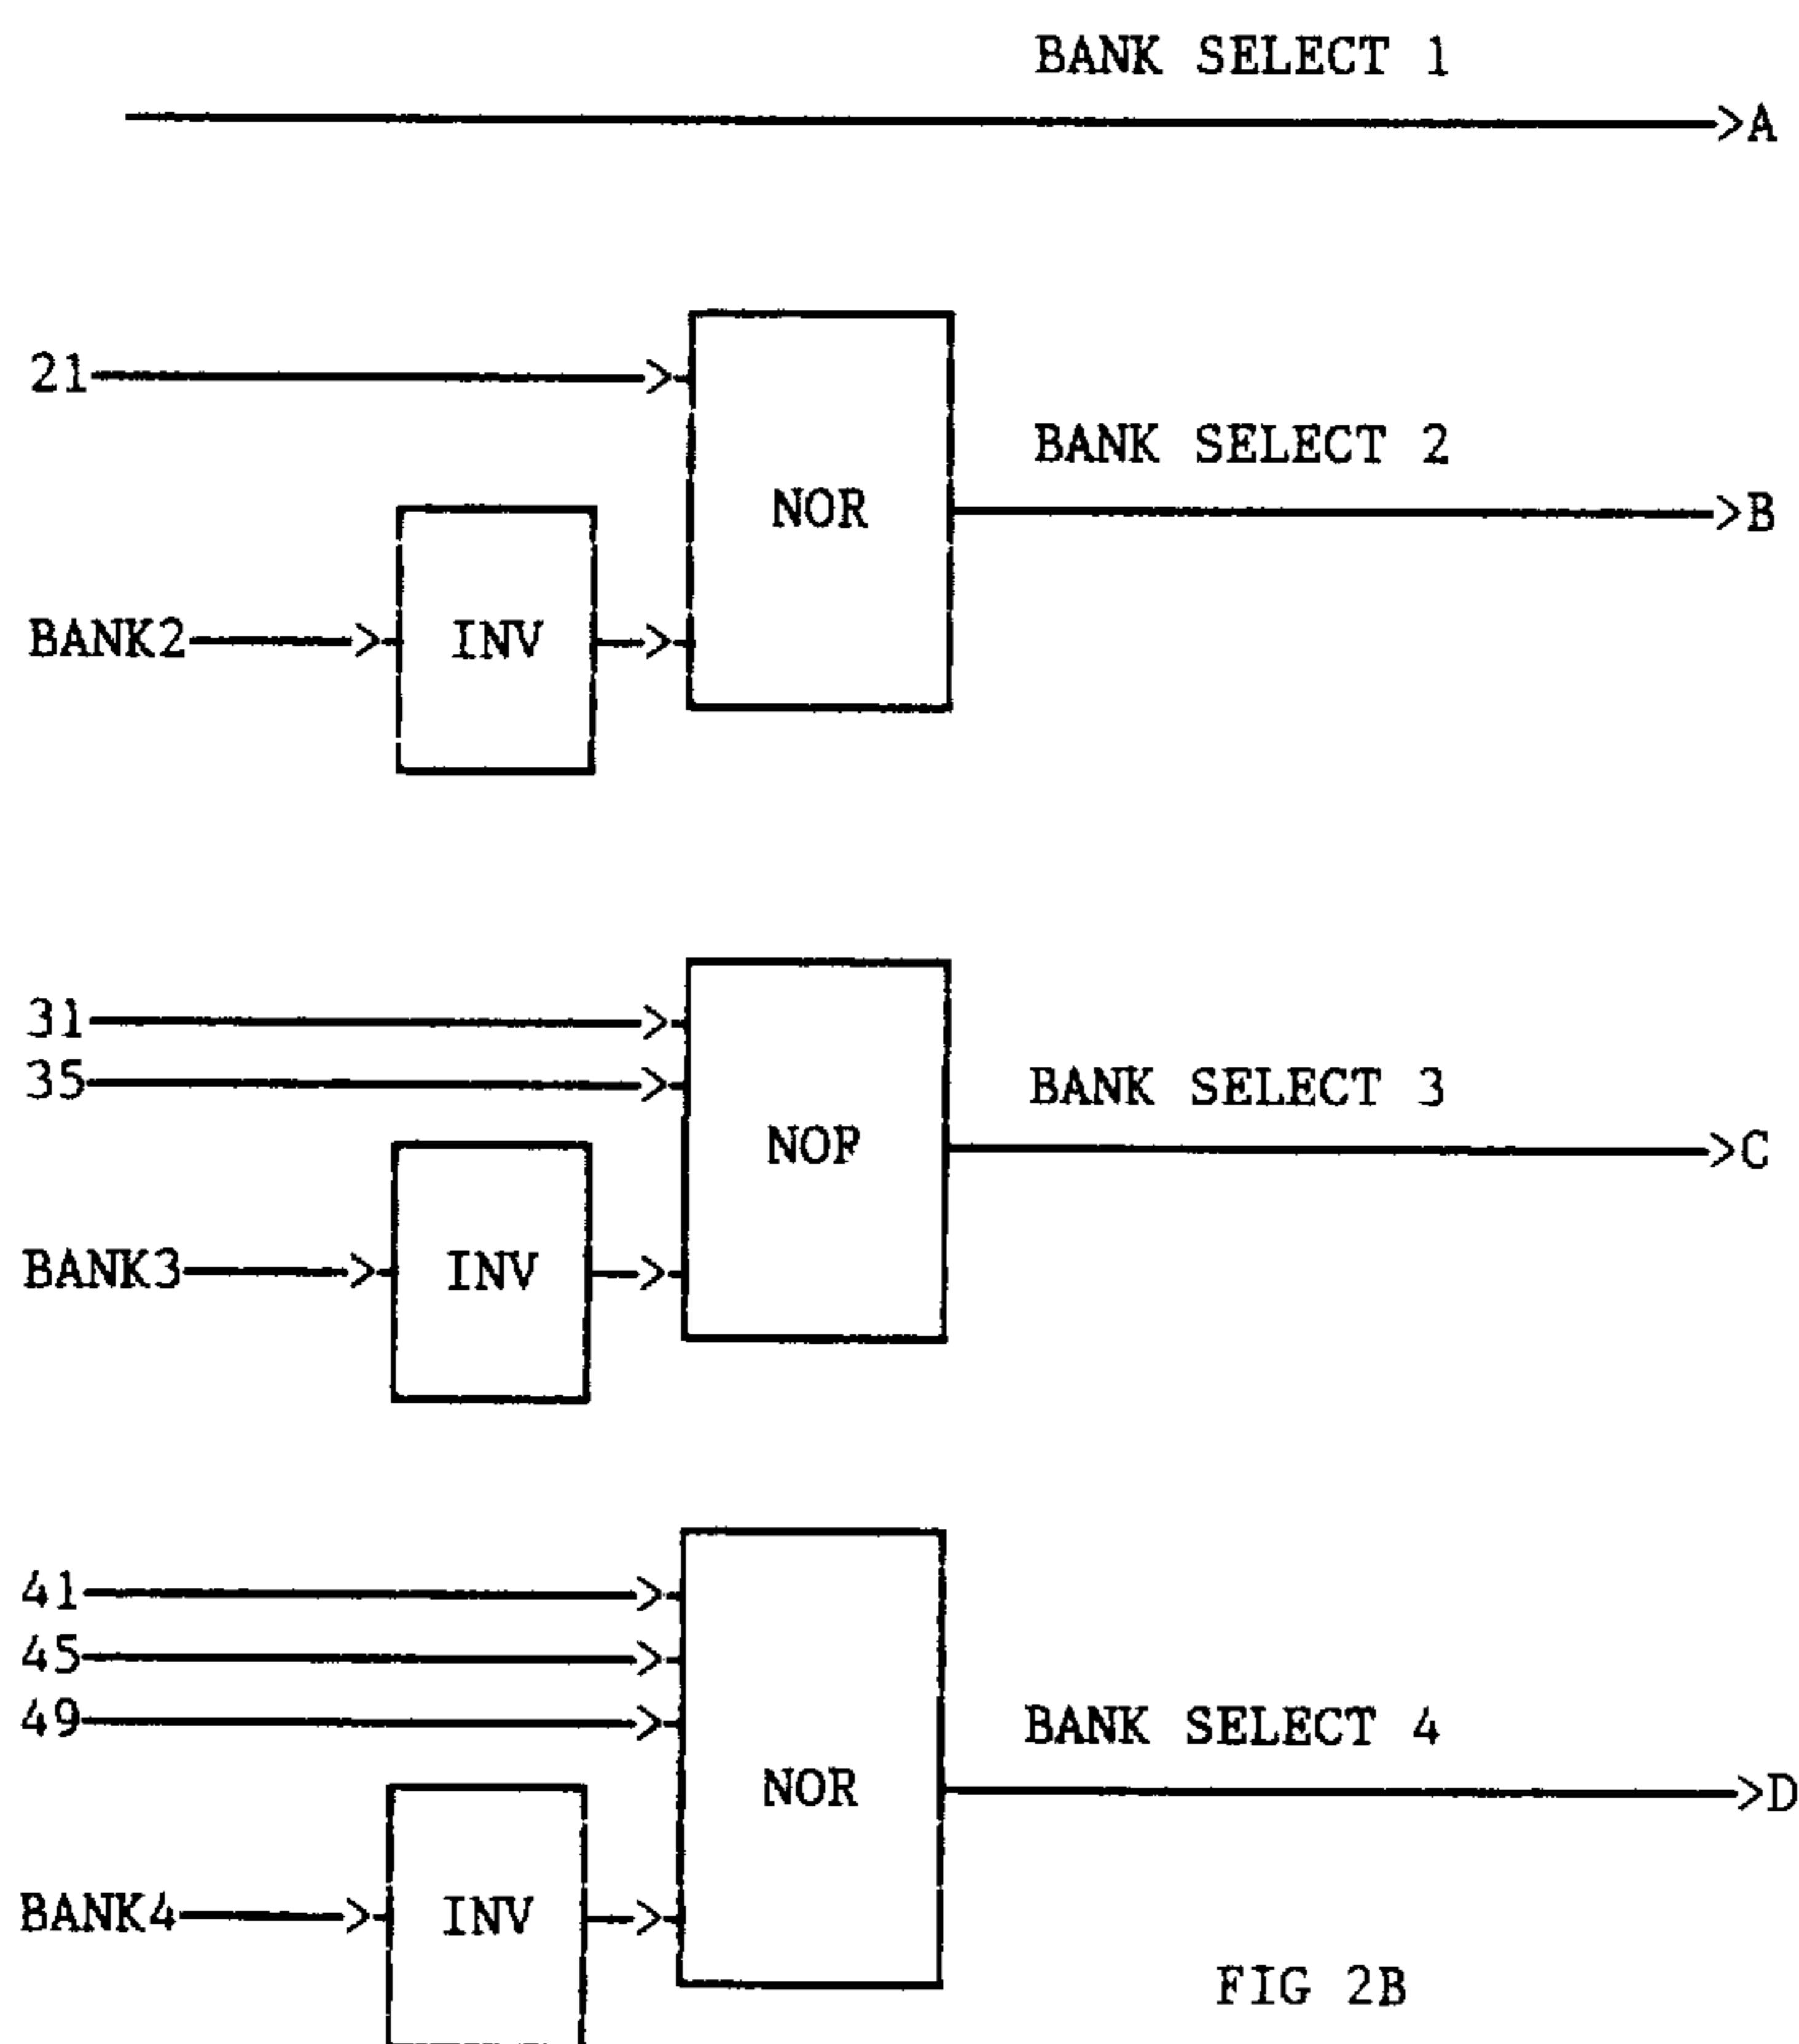 BANK SELECT 1
A
21
BANK SELECT 2
NOR
B
BANK2
INV
31
35
BANK SELECT 3
NOR
C
BANK3
INV
41
45
49
BANK SELECT 4
NOR
D
BANK4
INV
FIG 2B